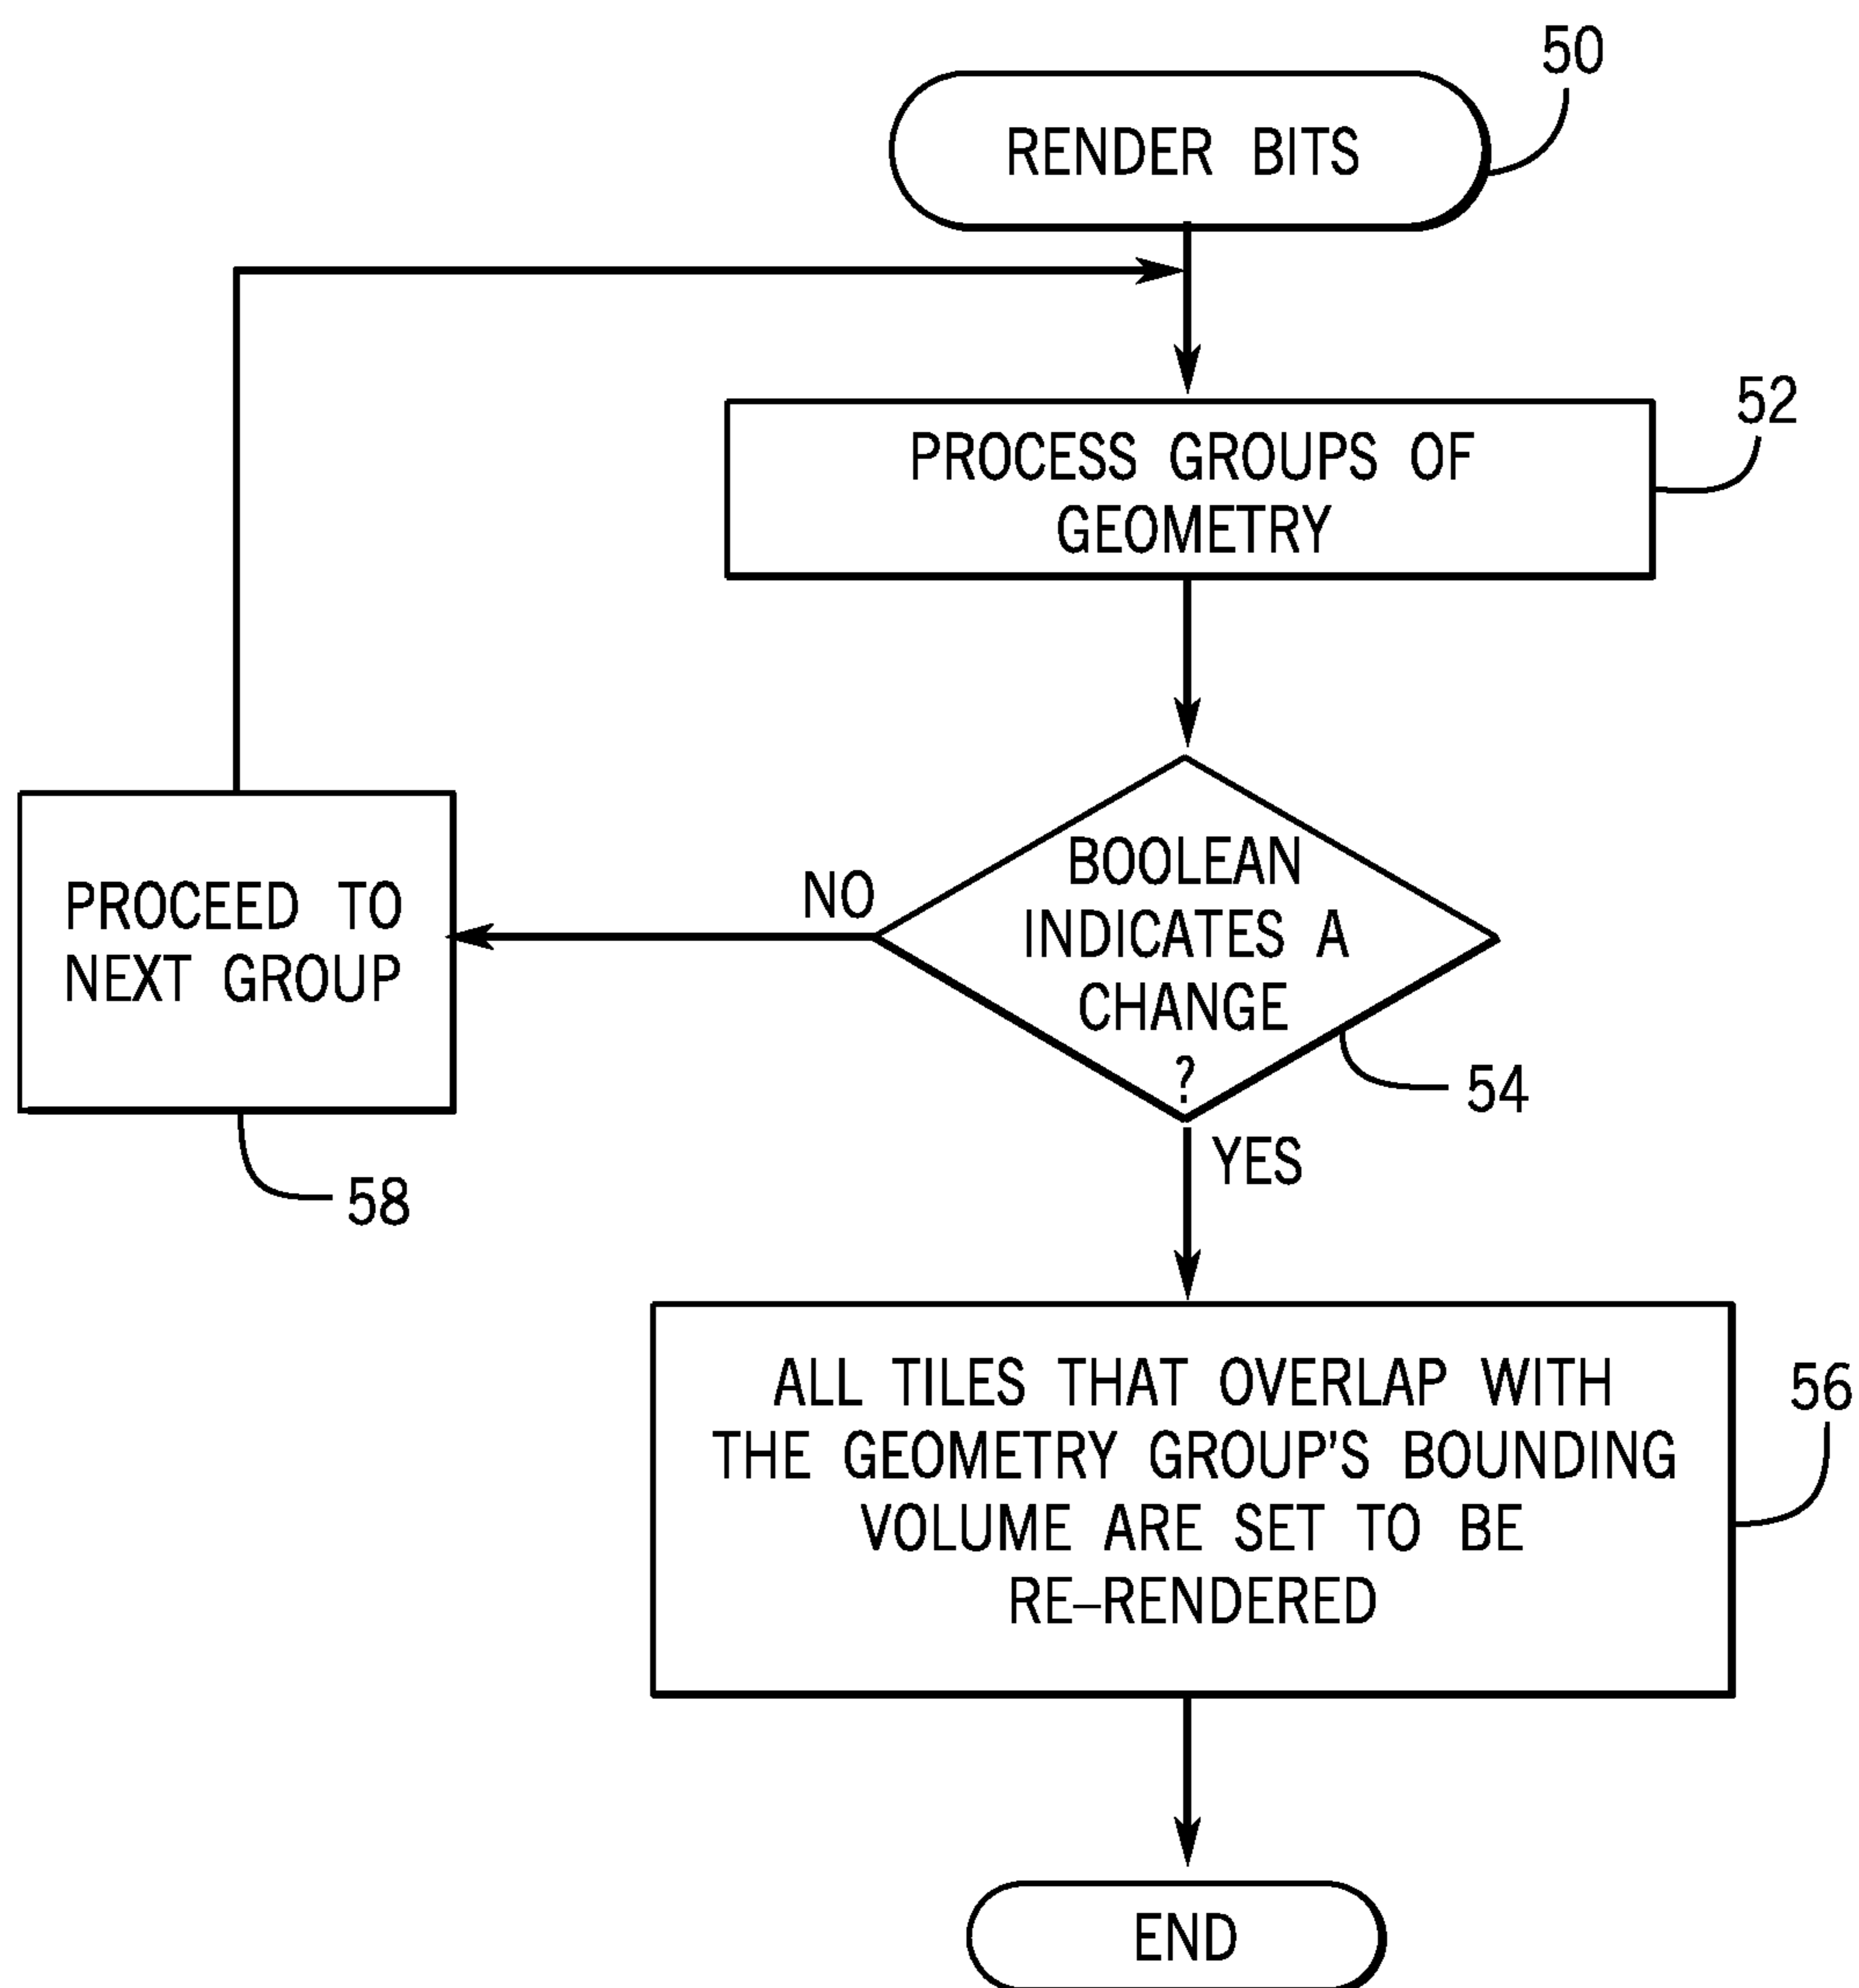 50
RENDER BITS
52
PROCESS GROUPS OF
GEOMETRY
BOOLEAN
INDICATES A
CHANGE
?
54
NO
PROCEED TO
NEXT GROUP
58
YES
56
ALL TILES THAT OVERLAP WITH
THE GEOMETRY GROUP'S BOUNDING
VOLUME ARE SET TO BE
RE–RENDERED
END